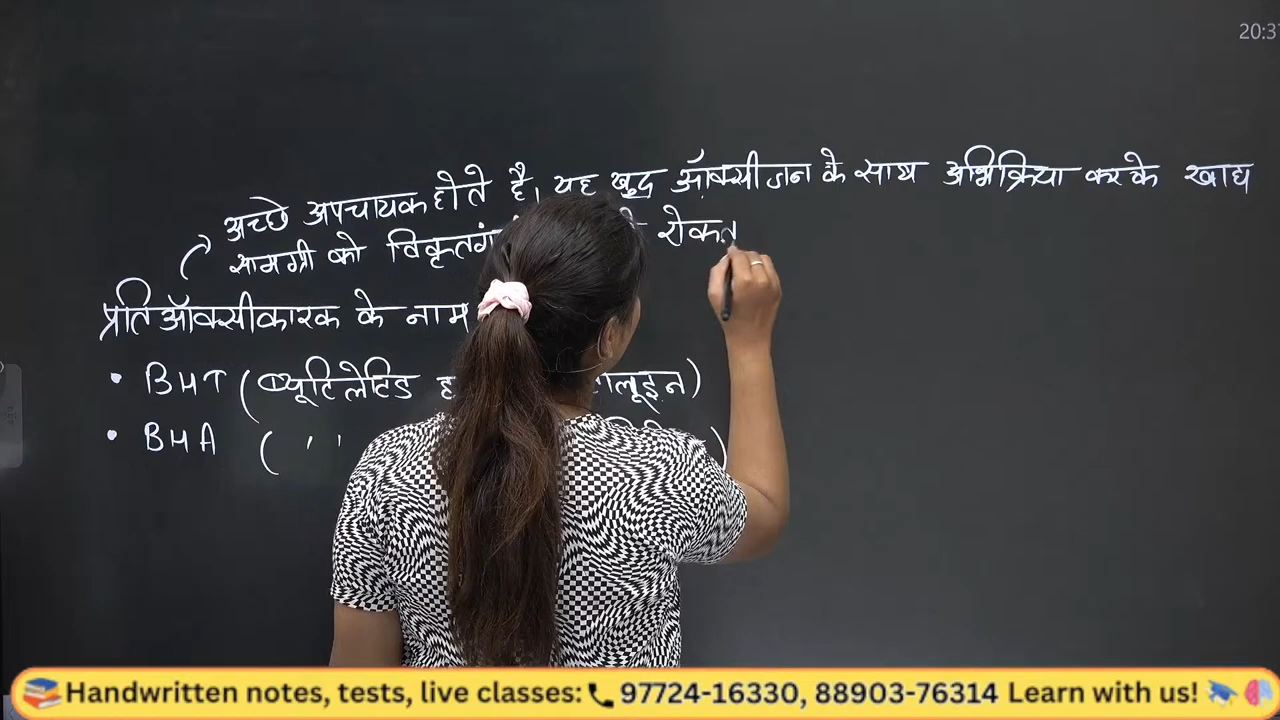 20:37
अच्छे अपचायक होते है, यह खुद ऑक्सीजन के साथ अभिक्रिया करके खाद्य
सामग्री को विकृतगं रोकत
प्रतिऑक्सीकारक के नाम
• BHT (ब्यूटिलेटिड ह ालूइन)
• BHA ( '' )
📚 Handwritten notes, tests, live classes: 📞 97724-16330, 88903-76314 Learn with us! 🎓 🧠